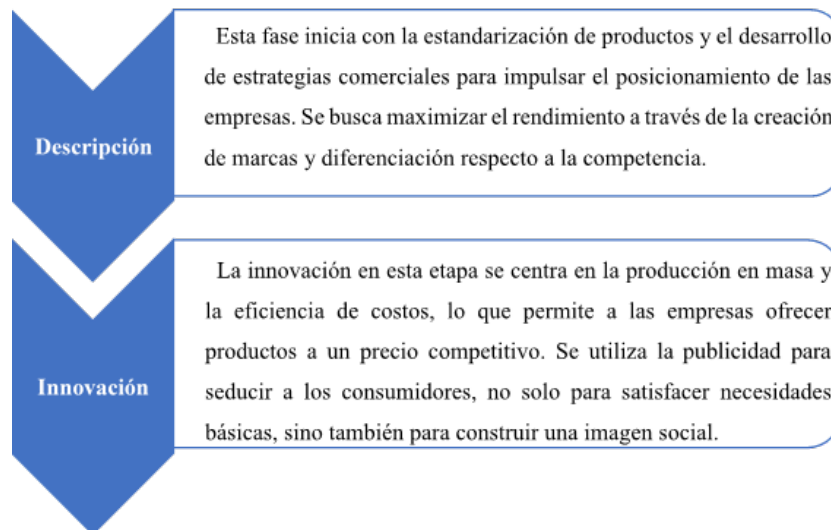 Descripción
Esta fase inicia con la estandarización de productos y el desarrollo
de estrategias comerciales para impulsar el posicionamiento de las
empresas. Se busca maximizar el rendimiento a través de la creación
de marcas y diferenciación respecto a la competencia.
Innovación
La innovación en esta etapa se centra en la producción en masa y
la eficiencia de costos, lo que permite a las empresas ofrecer
productos a un precio competitivo. Se utiliza la publicidad para
seducir a los consumidores, no solo para satisfacer necesidades
básicas, sino también para construir una imagen social.